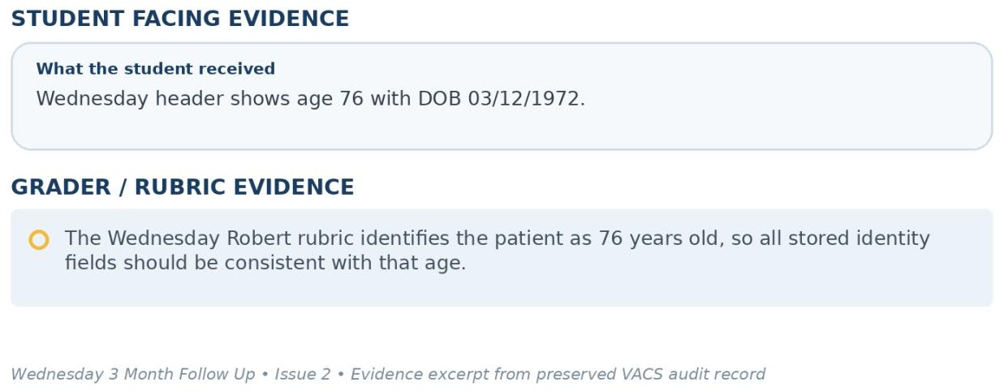 STUDENT FACING EVIDENCE
What the student received
Wednesday header shows age 76 with DOB 03/12/1972.
GRADER / RUBRIC EVIDENCE
The Wednesday Robert rubric identifies the patient as 76 years old, so all stored identity
fields should be consistent with that age.
Wednesday 3 Month Follow Up • Issue 2 • Evidence excerpt from preserved VACS audit record